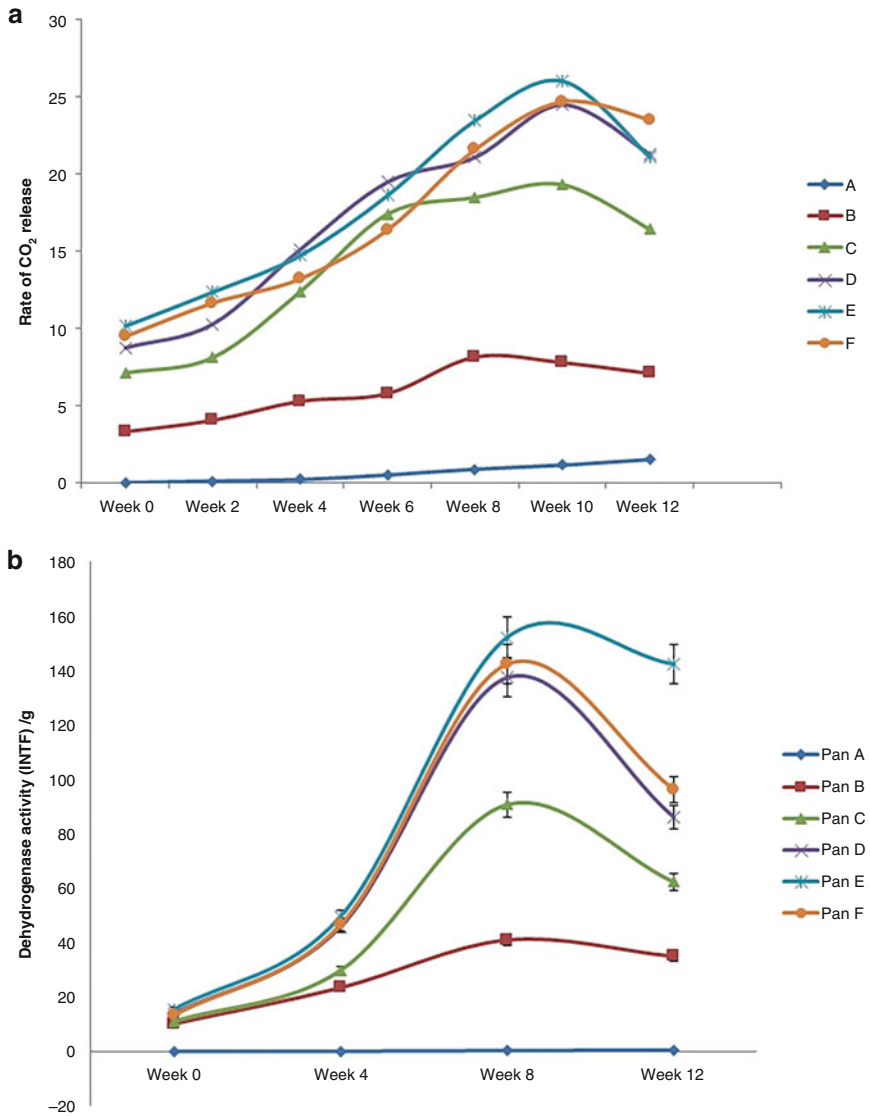 a
30
25
20
15
10
5
0
Rate of CO₂ release
Week 0 Week 2 Week 4 Week 6 Week 8 Week 10 Week 12
A
B
C
D
E
F
b
180
160
140
120
100
80
60
40
20
0
–20
Dehydrogenase activity (INTF) /g
Week 0 Week 4 Week 8 Week 12
Pan A
Pan B
Pan C
Pan D
Pan E
Pan F